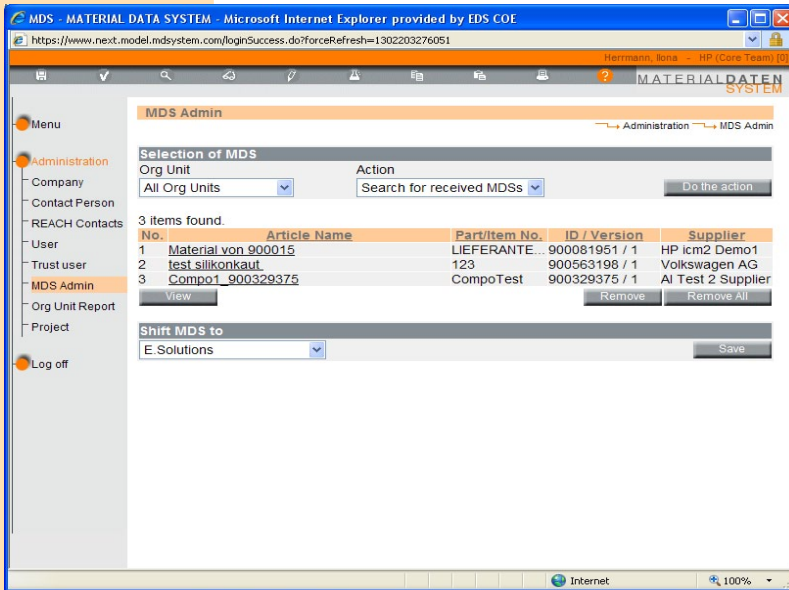 MDS - MATERIAL DATA SYSTEM - Microsoft Internet Explorer provided by EDS COE
https://www.next.model.mdsystem.com/loginSuccess.do?forceRefresh=1302203276051
Herrmann, Ilona - HP (Core Team) [0]
MATERIALDATEN
SYSTEM
Menu
Administration
Company
Contact Person
REACH Contacts
User
Trust user
MDS Admin
Org Unit Report
Project
Log off
MDS Admin
Administration MDS Admin
Selection of MDS
Org Unit Action
All Org Units Search for received MDSs Do the action
3 items found.
No. Article Name Part/Item No. ID / Version Supplier
1 Material von 900015 LIEFERANTE... 900081951 / 1 HP icm2 Demo1
2 test silikonkaut 123 900563198 / 1 Volkswagen AG
3 Compo1_900329375 CompoTest 900329375 / 1 AI Test 2 Supplier
View Remove Remove All
Shift MDS to
E.Solutions Save
Internet 100%